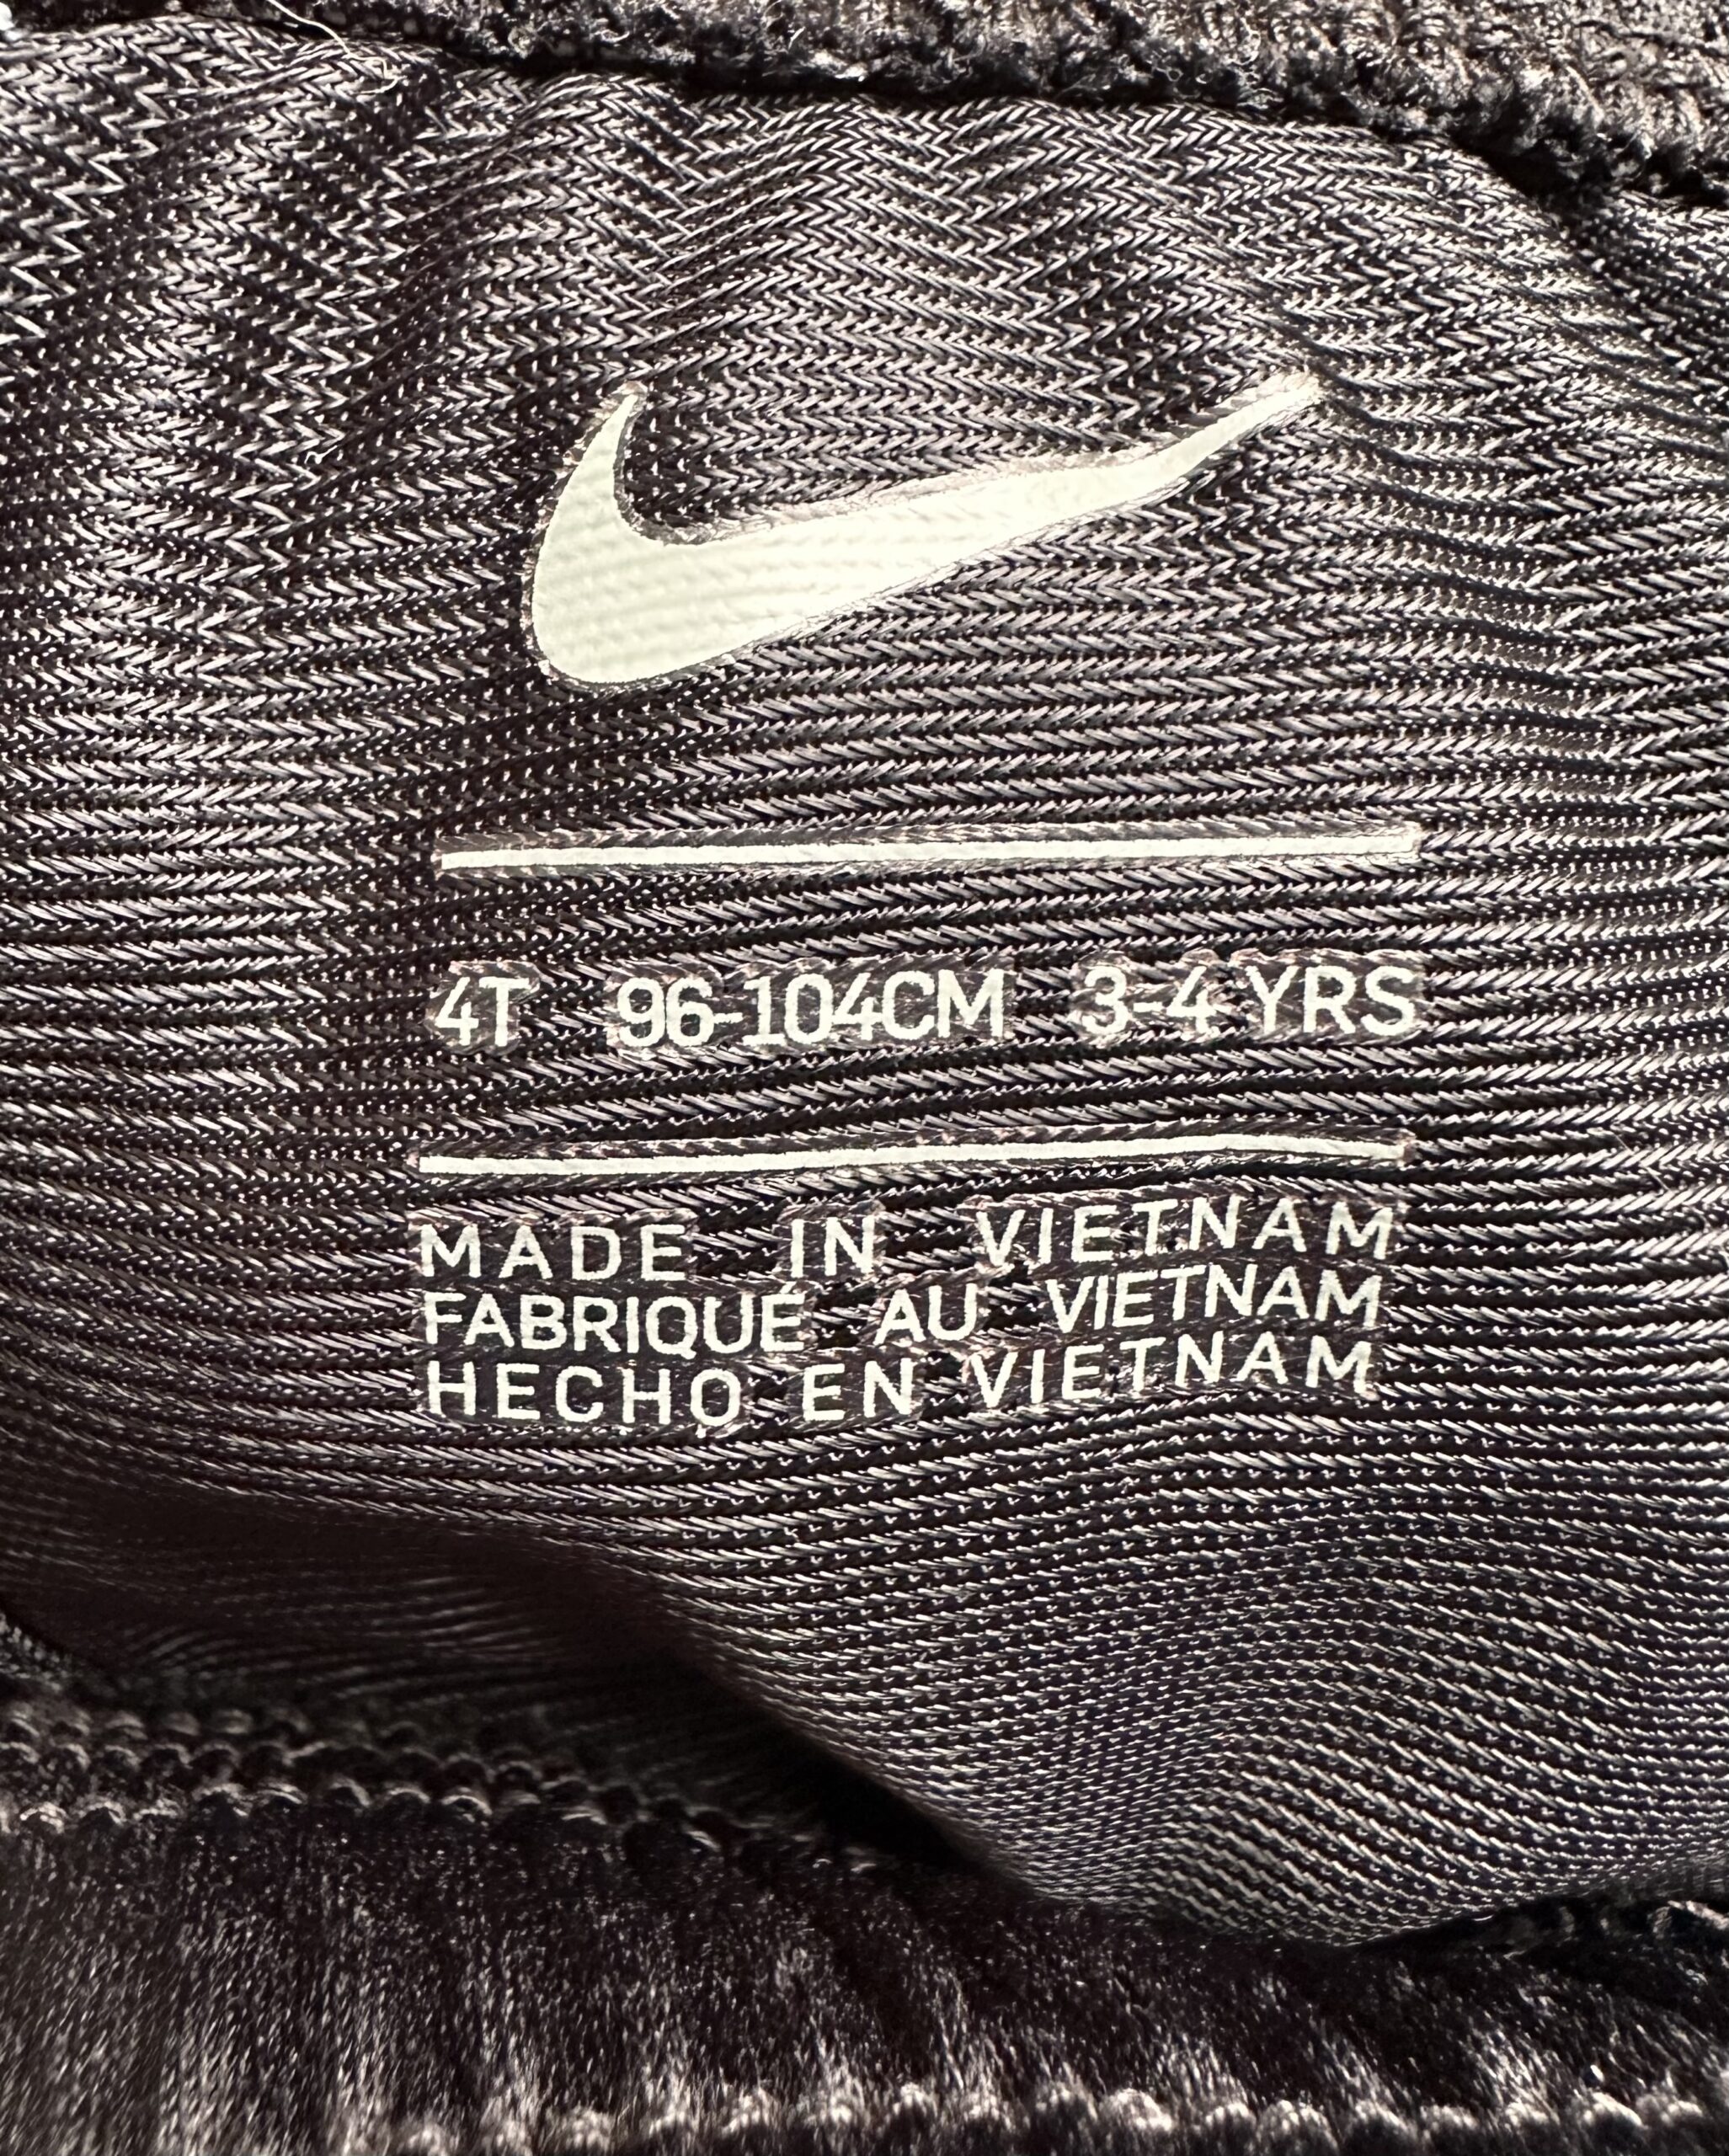 4T 96-104CM 3-4 YRS
MADE IN VIETNAM
FABRIQUÉ AU VIETNAM
HECHO EN VIETNAM